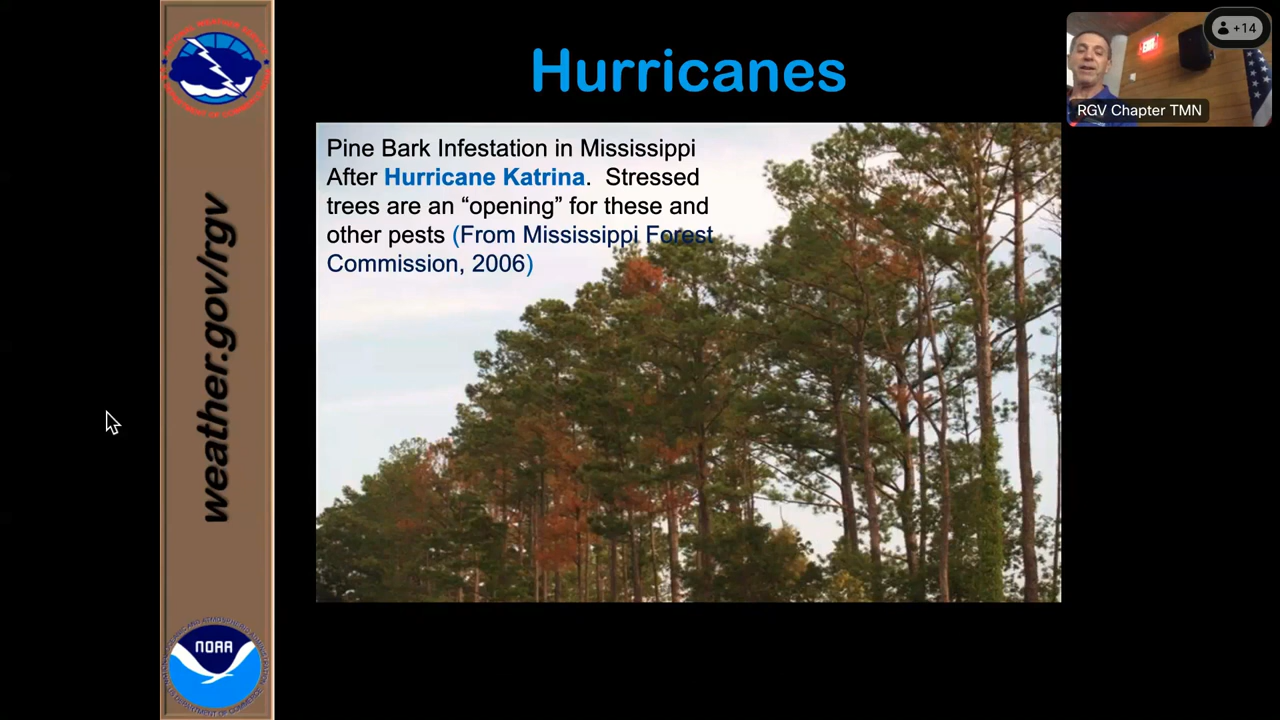 Hurricanes
+14
RGV Chapter TMN
Pine Bark Infestation in Mississippi
After Hurricane Katrina. Stressed
trees are an “opening” for these and
other pests (From Mississippi Forest
Commission, 2006)
weather.gov/rgv
NOAA
EXIT